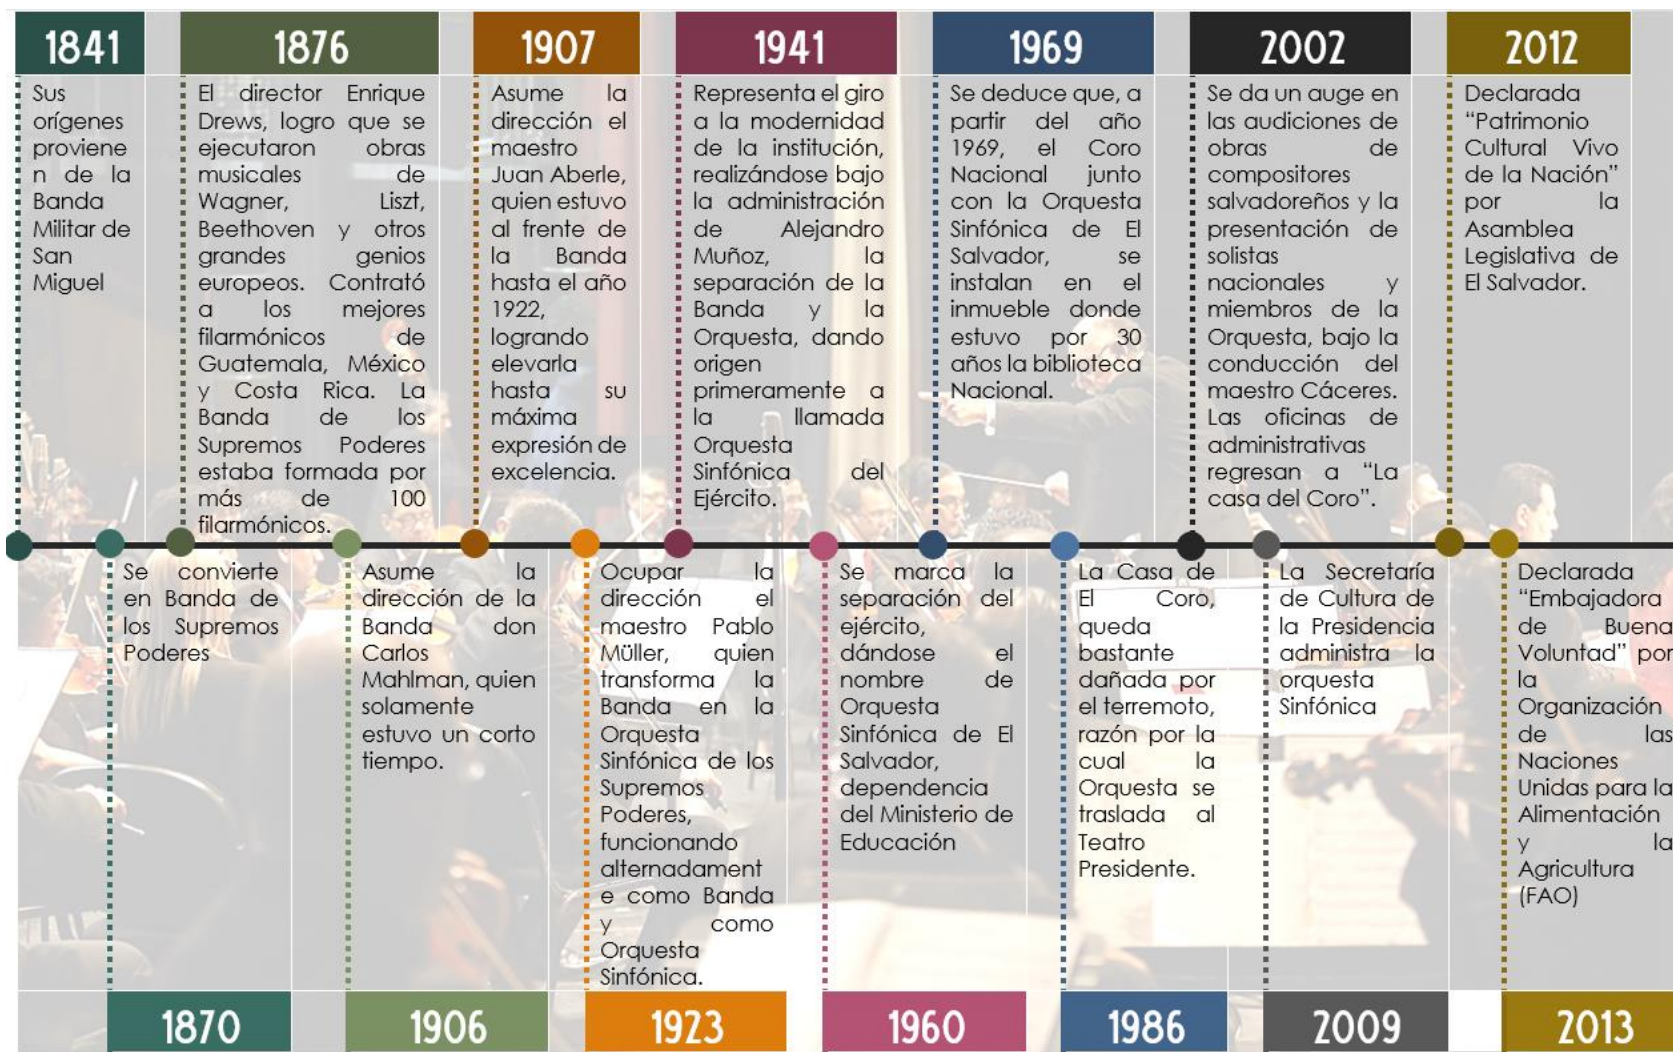 1841
Sus
orígenes
proviene
n de la
Banda
Militar de
San
Miguel
1876
El director Enrique
Drews, logro que se
ejecutaron obras
musicales de
Wagner, Liszt,
Beethoven y otros
grandes genios
europeos. Contrató
a los mejores
filarmónicos de
Guatemala, México
y Costa Rica. La
Banda de los
Supremos Poderes
estaba formada por
más de 100
filarmónicos.
1907
Asume la
dirección el
maestro
Juan Aberle,
quien estuvo
al frente de
la Banda
hasta el año
1922,
logrando
elevarla
hasta su
máxima
expresión de
excelencia.
1941
Representa el giro
a la modernidad
de la institución,
realizándose bajo
la administración
de Alejandro
Muñoz, la
separación de la
Banda y la
Orquesta, dando
origen
primeramente a
la llamada
Orquesta
Sinfónica del
Ejército.
1969
Se deduce que, a
partir del año
1969, el Coro
Nacional junto
con la Orquesta
Sinfónica de El
Salvador, se
instalan en el
inmueble donde
estuvo por 30
años la biblioteca
Nacional.
2002
Se da un auge en
las audiciones de
obras de
compositores
salvadoreños y la
presentación de
solistas
nacionales y
miembros de la
Orquesta, bajo la
conducción del
maestro Cáceres.
Las oficinas de
administrativas
regresan a “La
casa del Coro”.
2012
Declarada
“Patrimonio
Cultural Vivo
de la Nación”
por la
Asamblea
Legislativa de
El Salvador.
Se convierte
en Banda de
los Supremos
Poderes
1870
Asume la
dirección de la
Banda don
Carlos
Mahlman, quien
solamente
estuvo un corto
tiempo.
1906
Ocupar la
dirección el
maestro Pablo
Müller, quien
transforma la
Banda en la
Orquesta
Sinfónica de los
Supremos
Poderes,
funcionando
alternadament
e como Banda
y como
Orquesta
Sinfónica.
1923
Se marca la
separación del
ejército,
dándose el
nombre de
Orquesta
Sinfónica de El
Salvador,
dependencia
del Ministerio de
Educación
1960
La Casa de
El Coro,
queda
bastante
dañada por
el terremoto,
razón por la
cual la
Orquesta se
traslada al
Teatro
Presidente.
1986
La Secretaría
de Cultura de
la Presidencia
administra la
orquesta
Sinfónica
2009
Declarada
“Embajadora
de Buena
Voluntad” por
la
Organización
de las
Naciones
Unidas para la
Alimentación
y la
Agricultura
(FAO)
2013